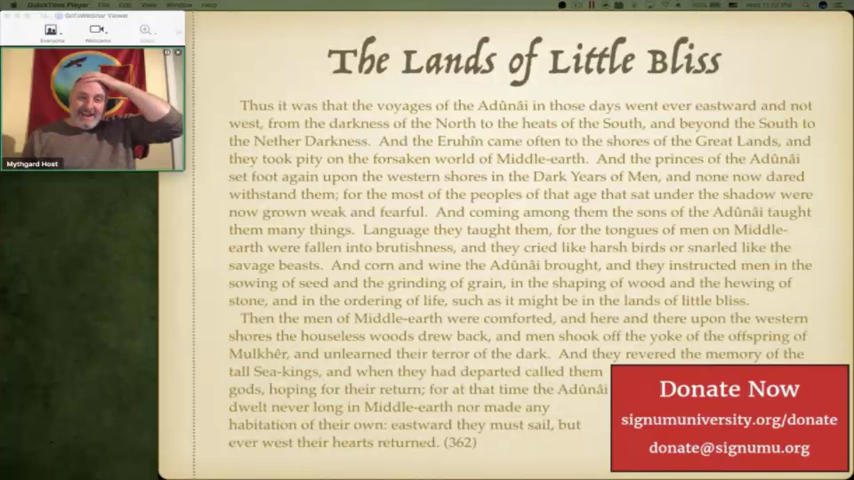 QuickTime Player File Edit View Window Help
GoToWebinar Viewer
Everyone
Webcams
Mythgard Host
The Lands of Little Bliss
Thus it was that the voyages of the Adûnâi in those days went ever eastward and not
west, from the darkness of the North to the heats of the South, and beyond the South to
the Nether Darkness. And the Eruhîn came often to the shores of the Great Lands, and
they took pity on the forsaken world of Middle-earth. And the princes of the Adûnâi
set foot again upon the western shores in the Dark Years of Men, and none now dared
withstand them; for the most of the peoples of that age that sat under the shadow were
now grown weak and fearful. And coming among them the sons of the Adûnâi taught
them many things. Language they taught them, for the tongues of men on Middle-
earth were fallen into brutishness, and they cried like harsh birds or snarled like the
savage beasts. And corn and wine the Adûnâi brought, and they instructed men in the
sowing of seed and the grinding of grain, in the shaping of wood and the hewing of
stone, and in the ordering of life, such as it might be in the lands of little bliss.
Then the men of Middle-earth were comforted, and here and there upon the western
shores the houseless woods drew back, and men shook off the yoke of the offspring of
Mulkhêr, and unlearned their terror of the dark. And they revered the memory of the
tall Sea-kings, and when they had departed called them
gods, hoping for their return; for at that time the Adûnâi
dwelt never long in Middle-earth nor made any
habitation of their own: eastward they must sail, but
ever west their hearts returned. (362)
Donate Now
signumuniversity.org/donate
donate@signumu.org